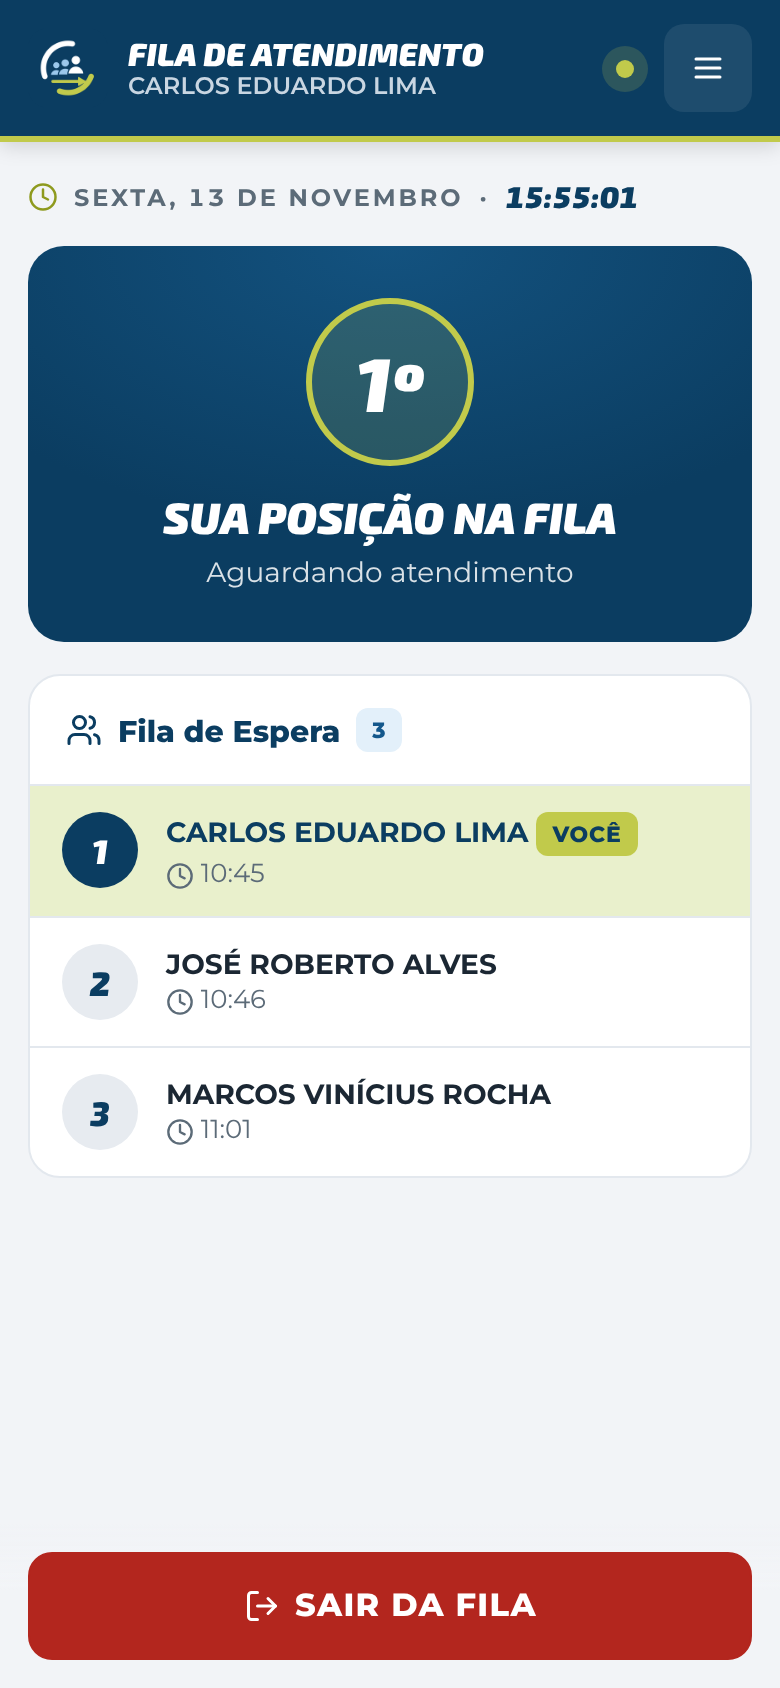 FILA DE ATENDIMENTO
CARLOS EDUARDO LIMA
SEXTA, 13 DE NOVEMBRO · 15:55:01
1º
SUA POSIÇÃO NA FILA
Aguardando atendimento
Fila de Espera 3
1 CARLOS EDUARDO LIMA VOCÊ
10:45
2 JOSÉ ROBERTO ALVES
10:46
3 MARCOS VINÍCIUS ROCHA
11:01
SAIR DA FILA